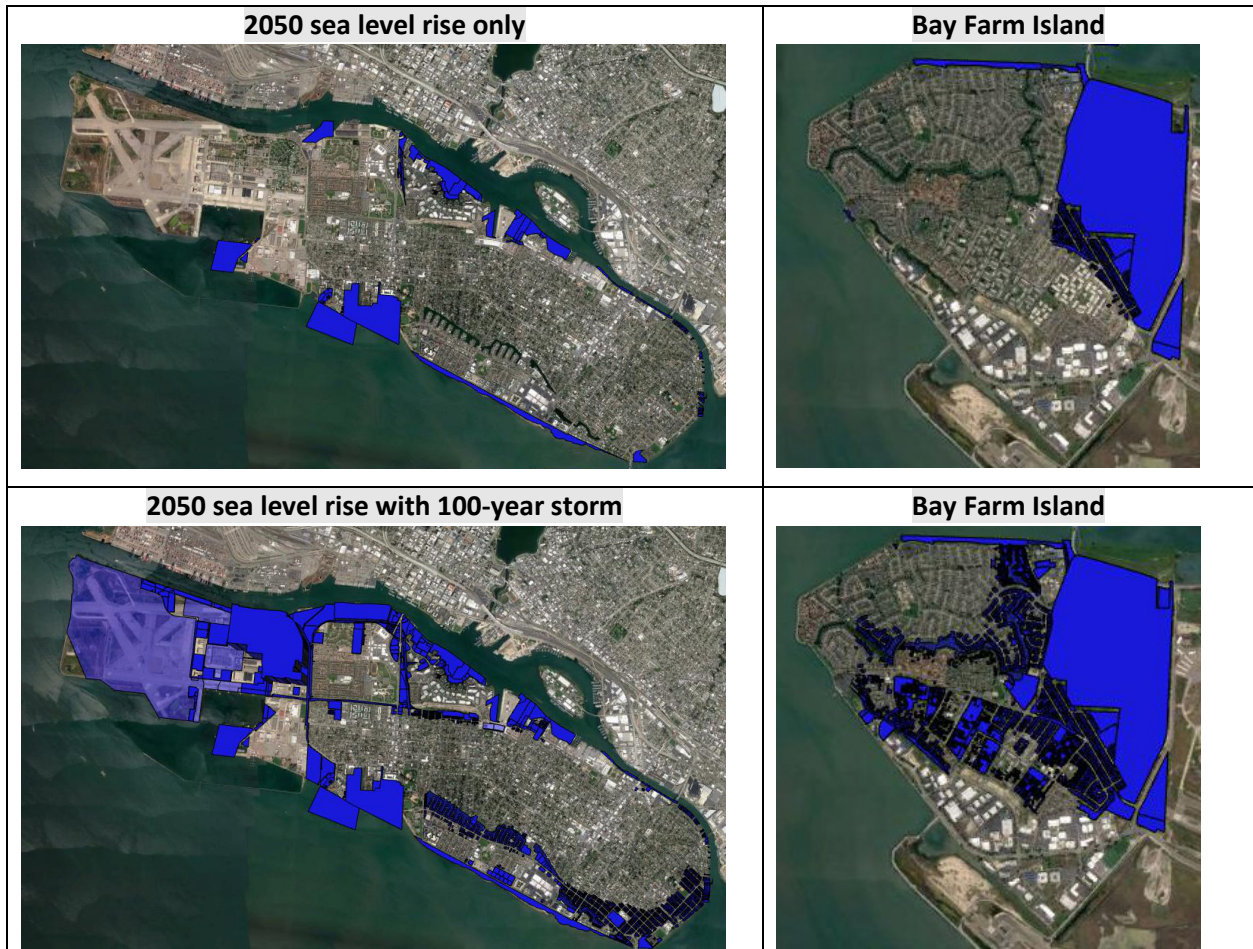 2050 sea level rise only
Bay Farm Island
2050 sea level rise with 100-year storm
Bay Farm Island